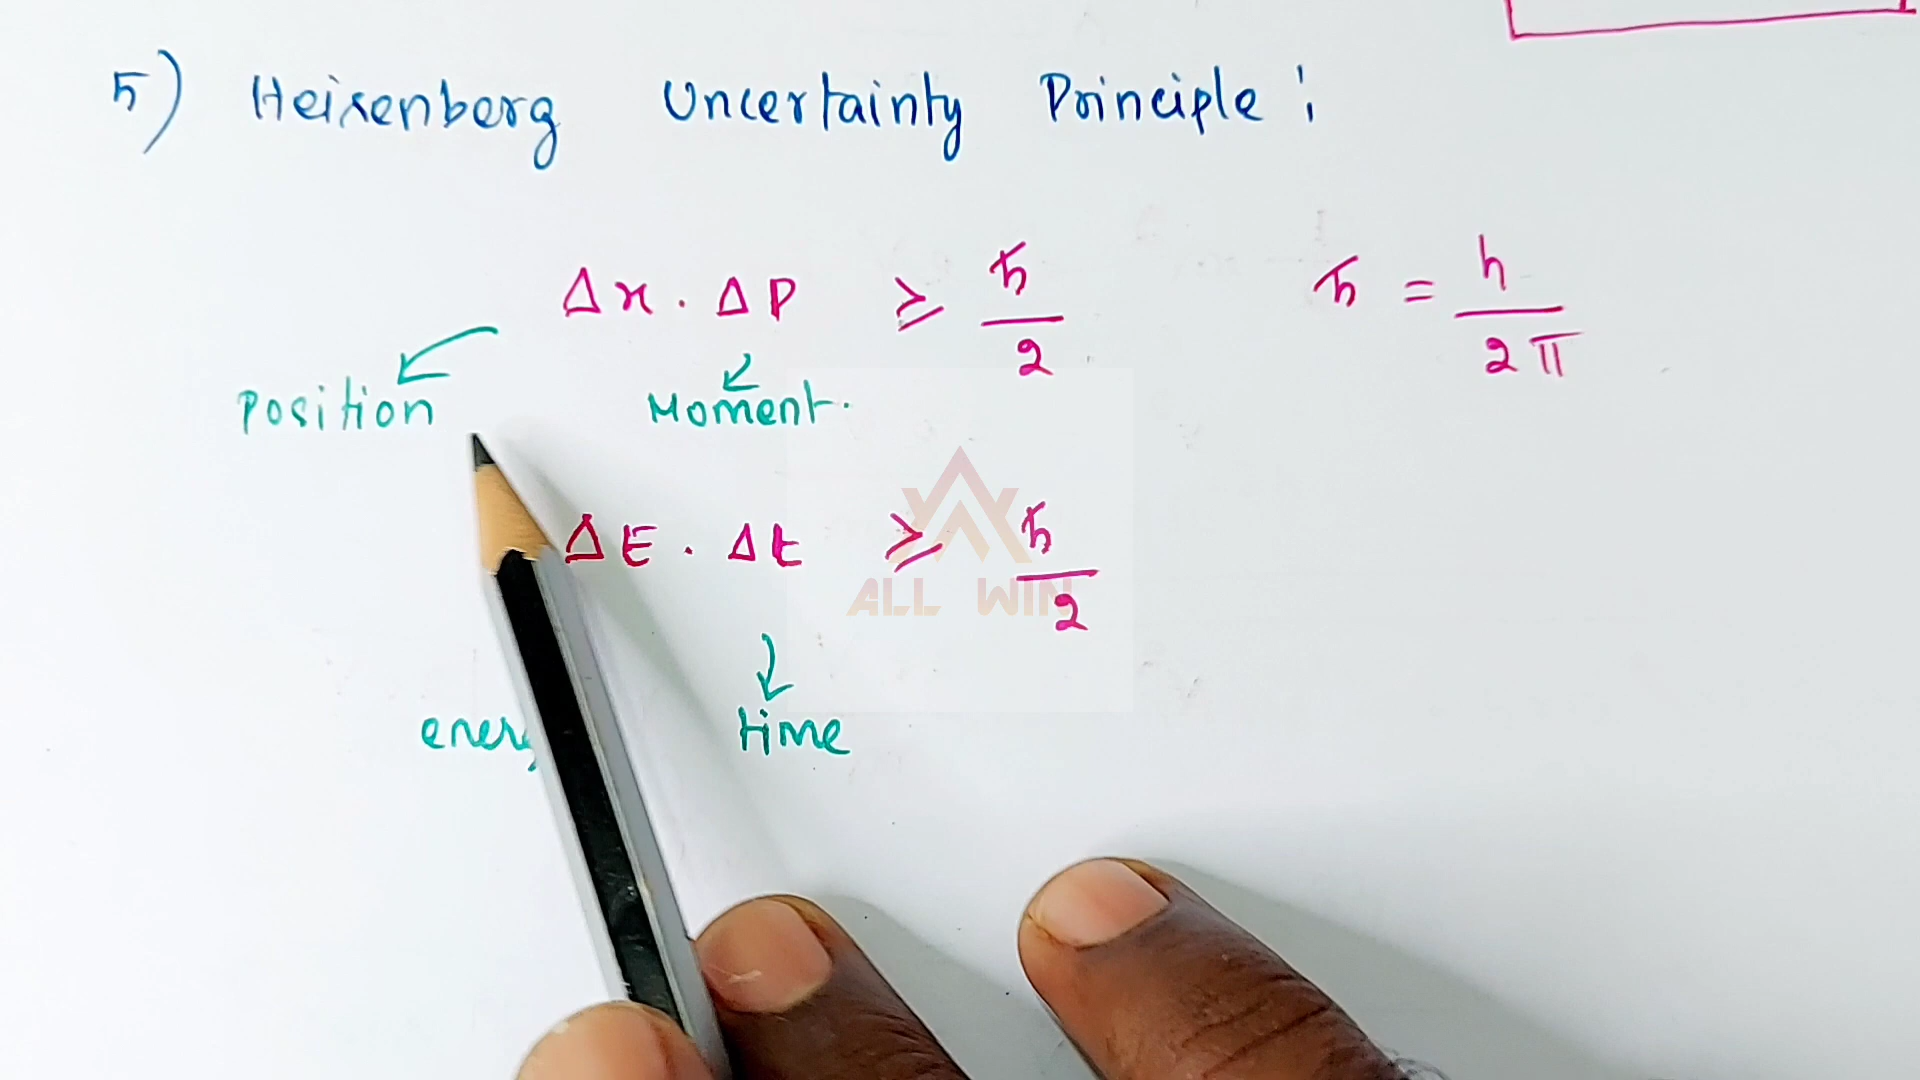 5) Heisenberg Uncertainty Principle :
Δx . Δp ≥ ℏ/2 ℏ = h/2π
Position Moment.
ΔE . Δt ≥ ℏ/2
ALL WIN
time